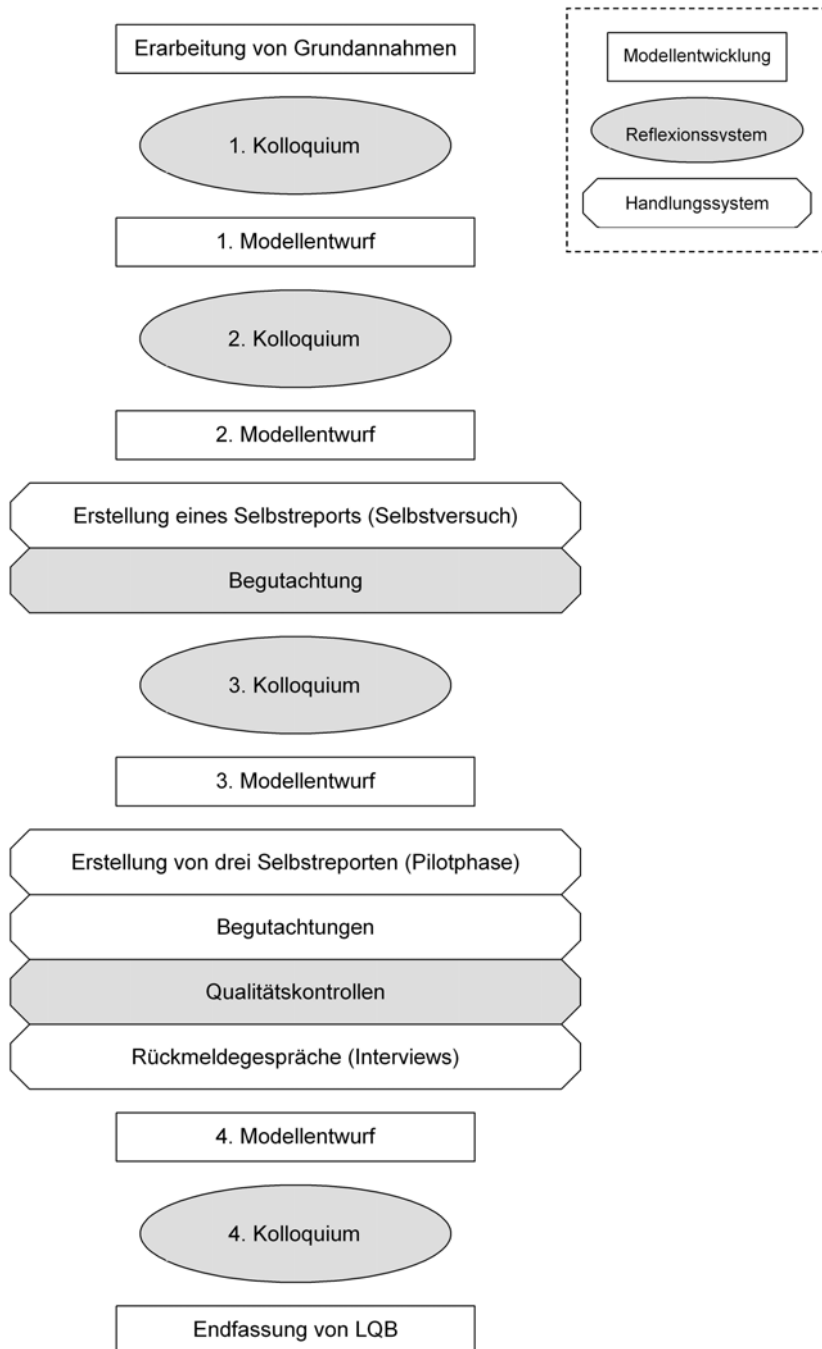 Erarbeitung von Grundannahmen
1. Kolloquium
1. Modellentwurf
2. Kolloquium
2. Modellentwurf
Erstellung eines Selbstreports (Selbstversuch)
Begutachtung
3. Kolloquium
3. Modellentwurf
Erstellung von drei Selbstreporten (Pilotphase)
Begutachtungen
Qualitätskontrollen
Rückmeldegespräche (Interviews)
4. Modellentwurf
4. Kolloquium
Endfassung von LQB
Modellentwicklung
Reflexionssystem
Handlungssystem